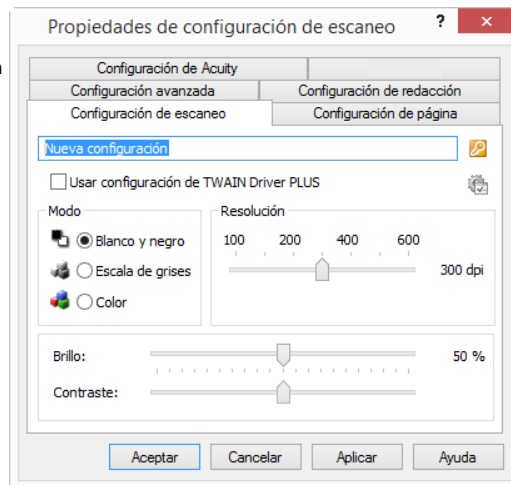 Propiedades de configuración de escaneo ? ×
Configuración de Acuity
Configuración avanzada Configuración de redacción
Configuración de escaneo Configuración de página
Nueva configuración
Usar configuración de TWAIN Driver PLUS
Modo Resolución
Blanco y negro 100 200 400 600
Escala de grises 300 dpi
Color
Brillo: 50 %
Contraste:
Aceptar Cancelar Aplicar Ayuda